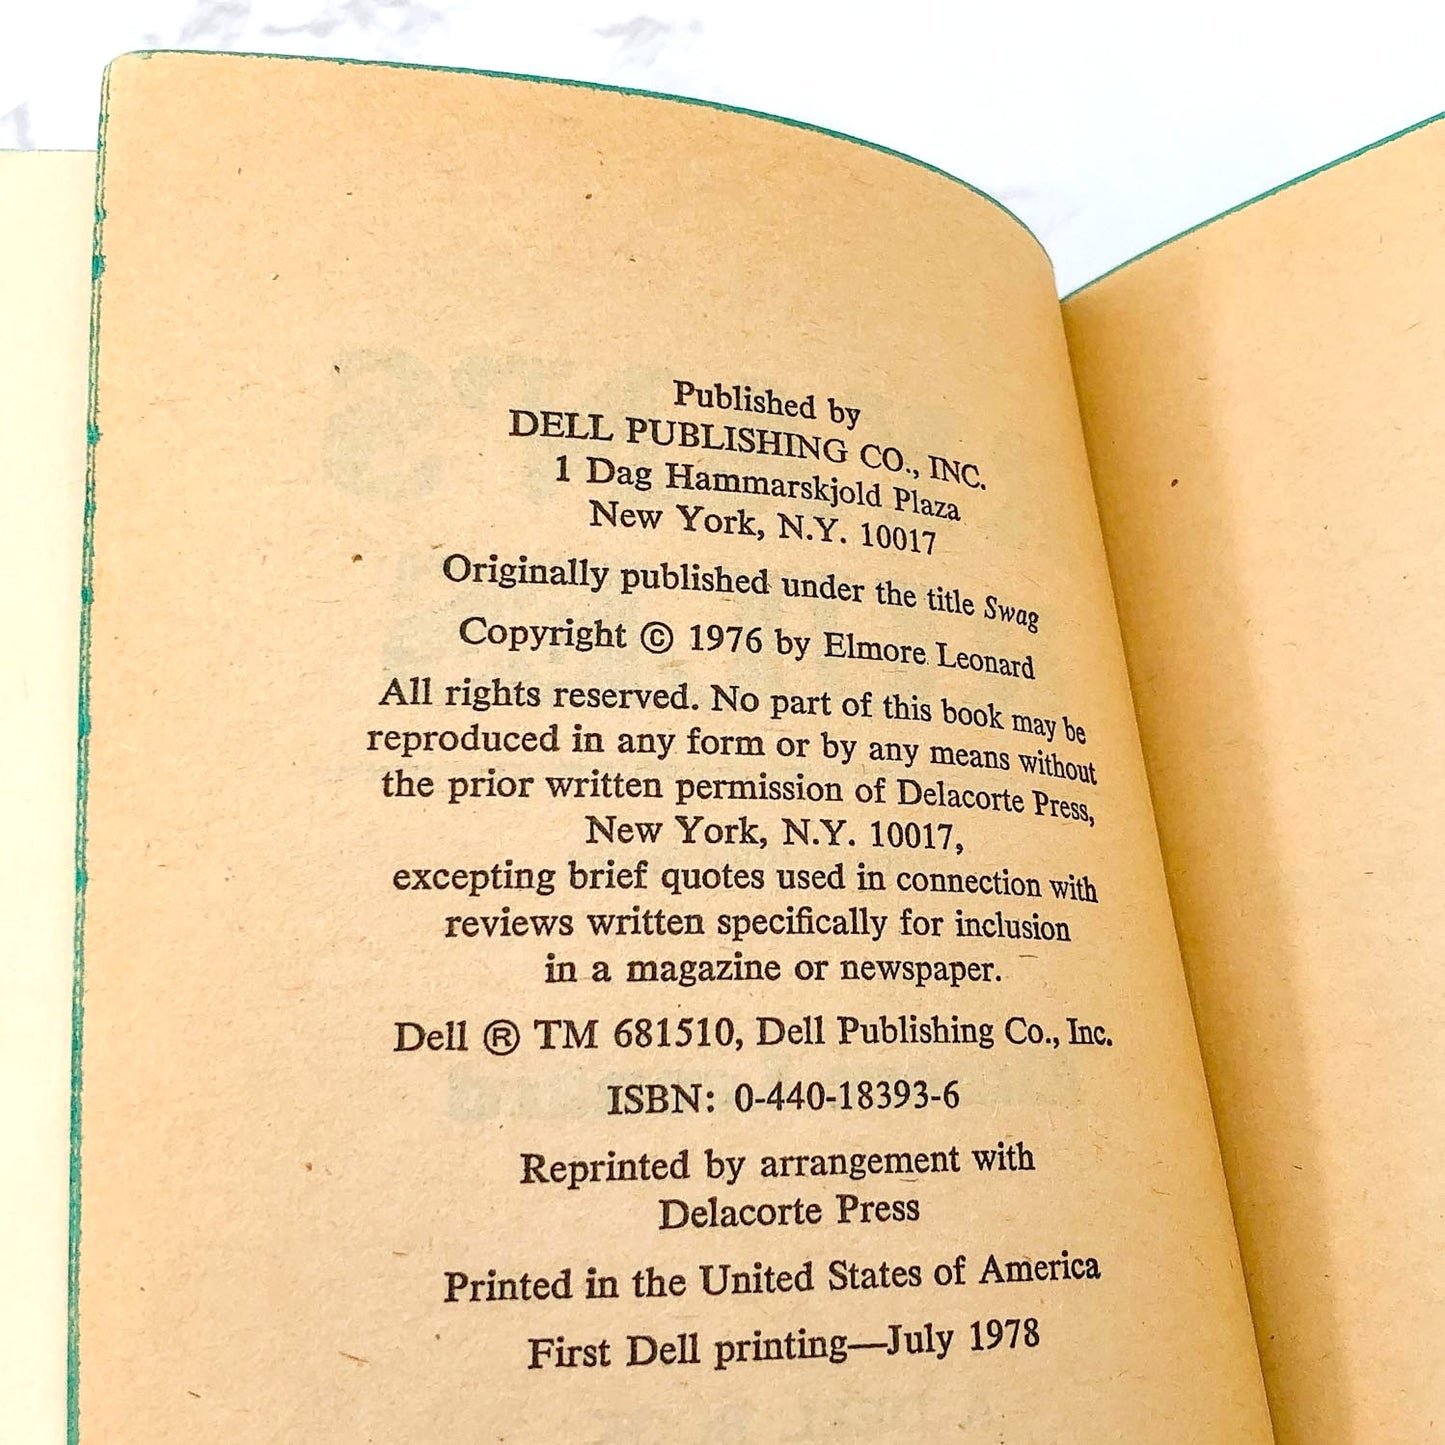 Published by
DELL PUBLISHING CO., INC.
1 Dag Hammarskjold Plaza
New York, N.Y. 10017
Originally published under the title Swag
Copyright © 1976 by Elmore Leonard
All rights reserved. No part of this book may be
reproduced in any form or by any means without
the prior written permission of Delacorte Press,
New York, N.Y. 10017,
excepting brief quotes used in connection with
reviews written specifically for inclusion
in a magazine or newspaper.
Dell ® TM 681510, Dell Publishing Co., Inc.
ISBN: 0-440-18393-6
Reprinted by arrangement with
Delacorte Press
Printed in the United States of America
First Dell printing—July 1978